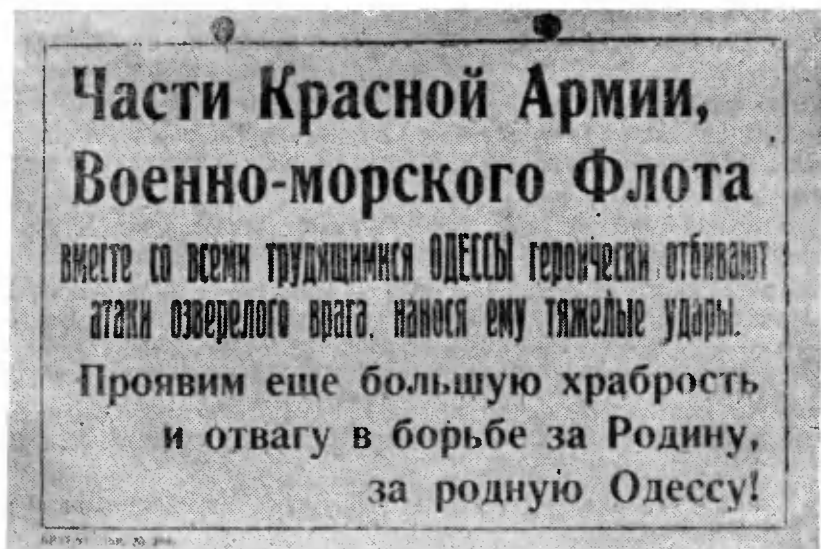 Части Красной Армии,
Военно-морского Флота
вместе со всеми трудящимися ОДЕССЫ героически отбивают
атаки озверелого врага, нанося ему тяжелые удары.
Проявим еще большую храбрость
и отвагу в борьбе за Родину,
за родную Одессу!